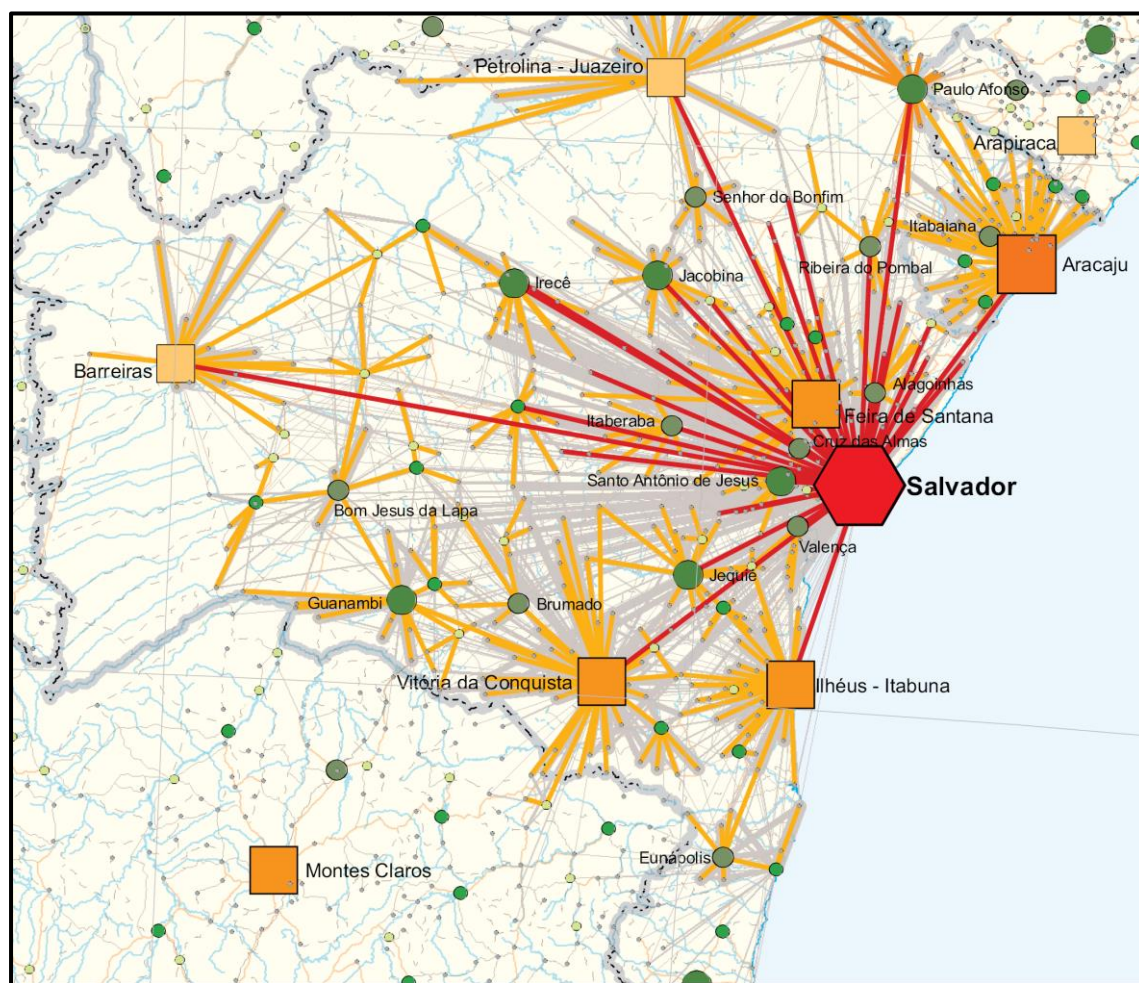 Petrolina - Juazeiro
Paulo Afonso
Arapiraca
Senhor do Bonfim
Itabaiana
Ribeira do Pombal
Aracaju
Irecê
Jacobina
Barreiras
Alagoinhas
Feira de Santana
Itaberaba
Cruz das Almas
Santo Antônio de Jesus
Salvador
Bom Jesus da Lapa
Valença
Jequié
Guanambi
Brumado
Vitória da Conquista
Ilhéus - Itabuna
Eunápolis
Montes Claros